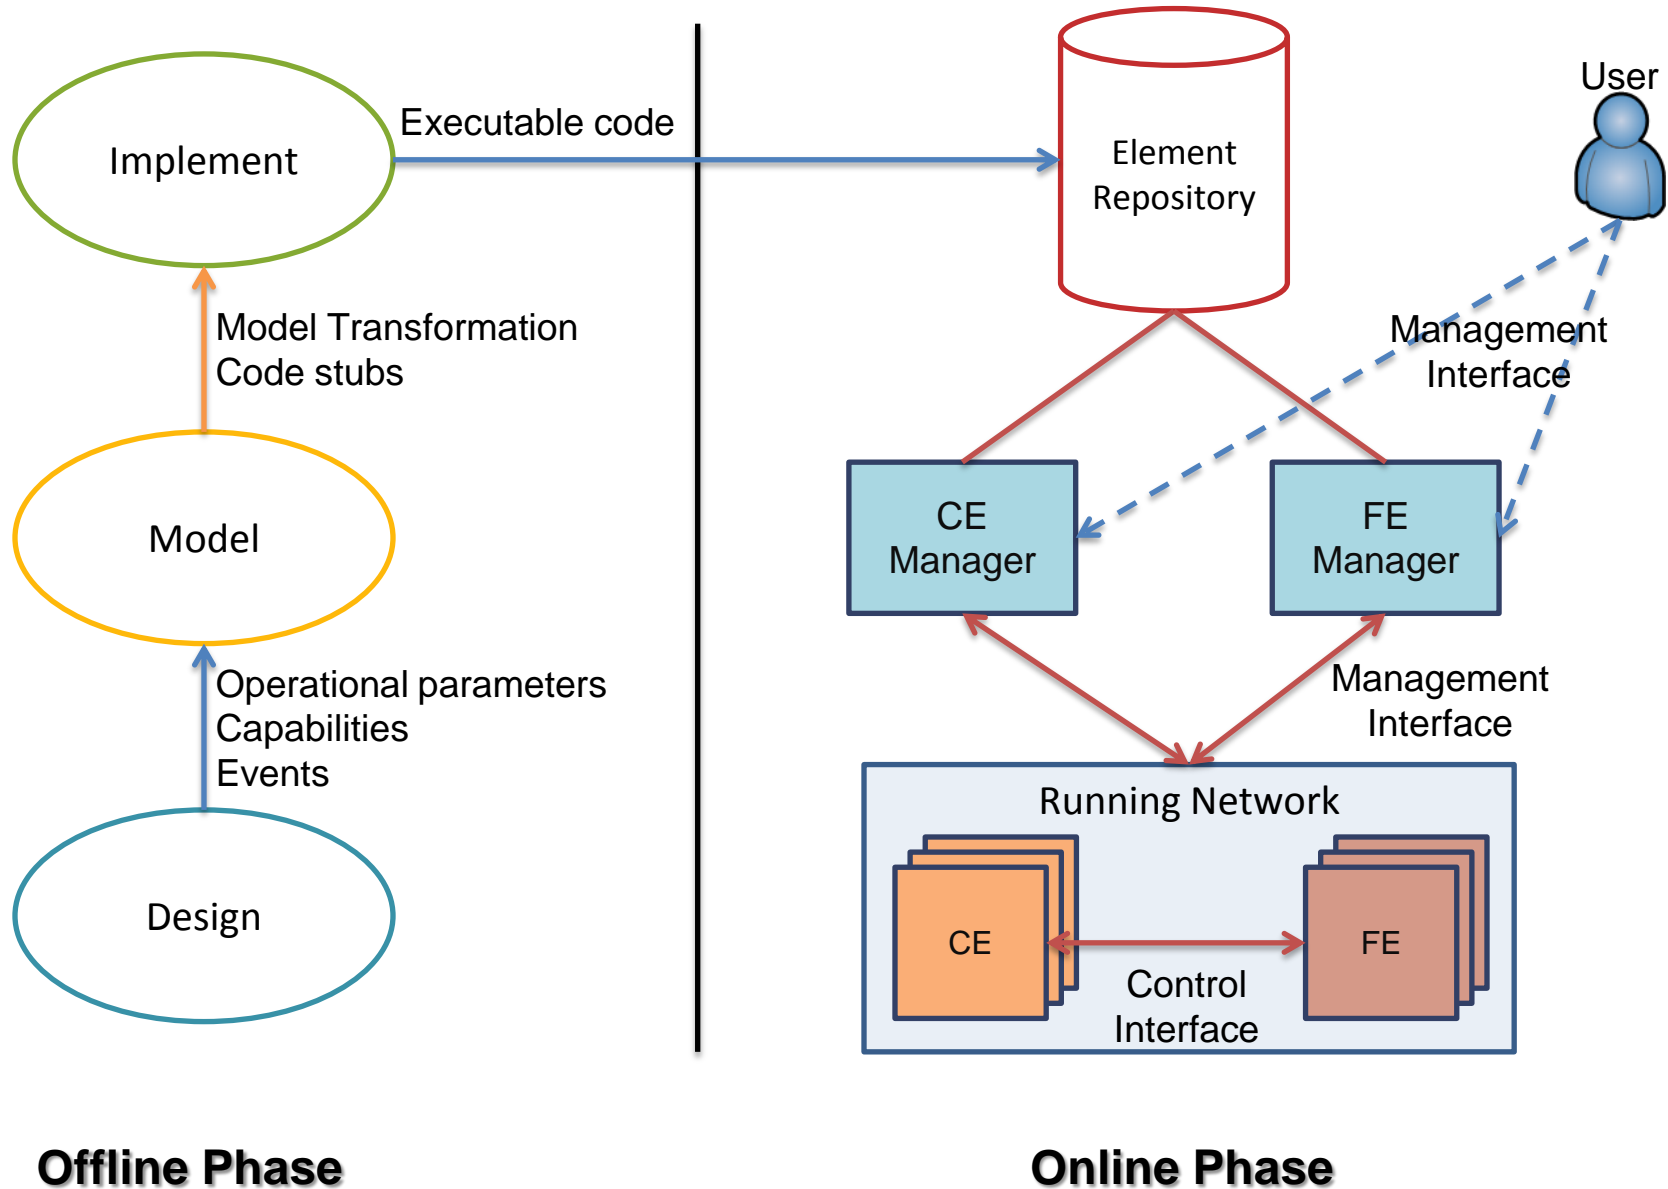 Implement
Executable code
Element
Repository
User
Model Transformation
Code stubs
Management
Interface
Model
CE
Manager
FE
Manager
Operational parameters
Capabilities
Events
Management
Interface
Design
Running Network
CE
FE
Control
Interface
Offline Phase
Online Phase